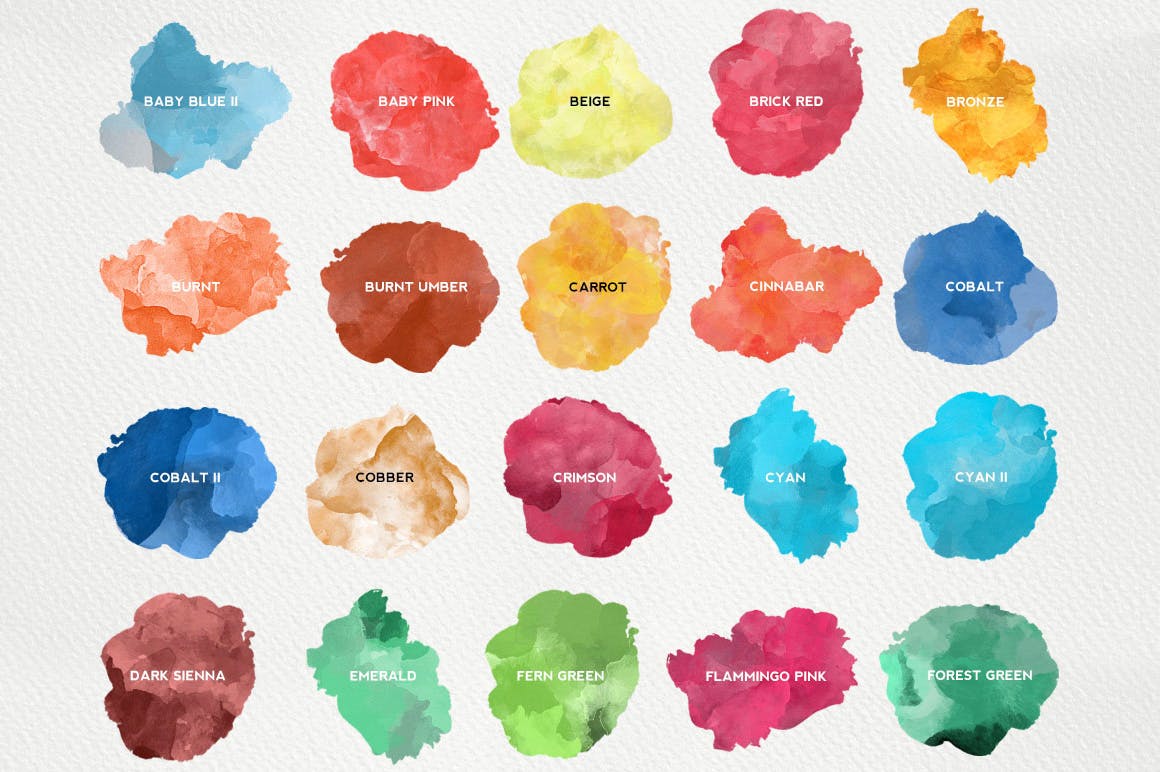 BABY BLUE II
BABY PINK
BEIGE
BRICK RED
BRONZE
BURNT
BURNT UMBER
CARROT
CINNABAR
COBALT
COBALT II
COBBER
CRIMSON
CYAN
CYAN II
DARK SIENNA
EMERALD
FERN GREEN
FLAMMINGO PINK
FOREST GREEN